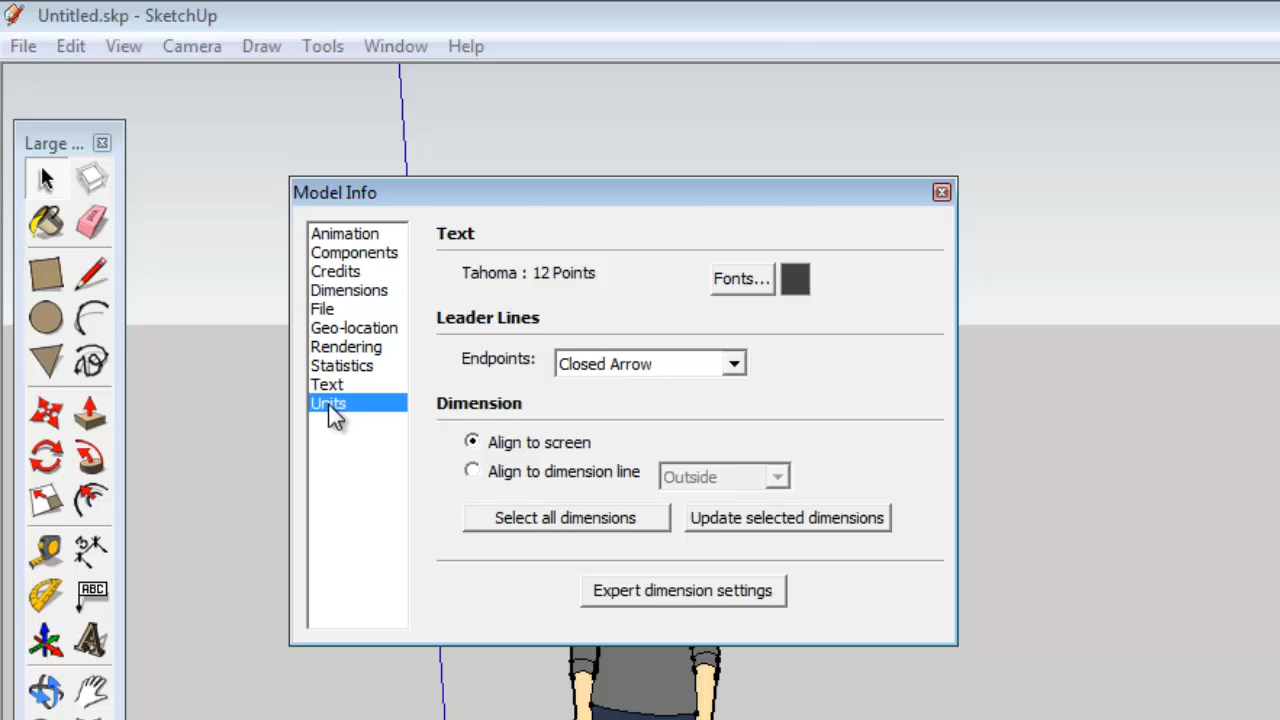 Untitled.skp - SketchUp
File Edit View Camera Draw Tools Window Help
Large ...
Model Info
Animation
Components
Credits
Dimensions
File
Geo-location
Rendering
Statistics
Text
Units
Text
Tahoma : 12 Points
Fonts...
Leader Lines
Endpoints: Closed Arrow
Dimension
Align to screen
Align to dimension line Outside
Select all dimensions Update selected dimensions
Expert dimension settings
ABC
A